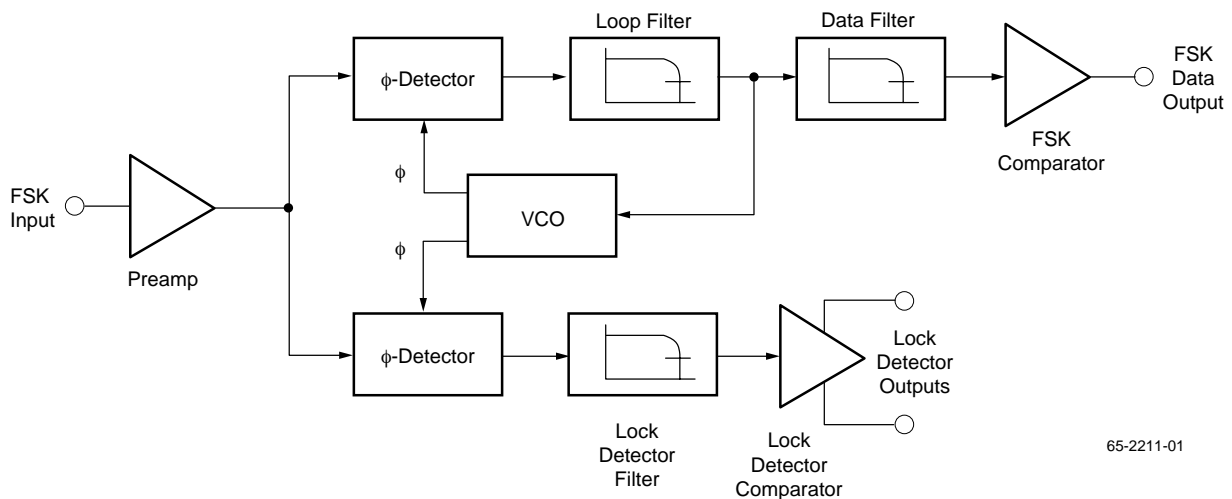 Loop Filter
Data Filter
ϕ-Detector
FSK
Data
Output
FSK
Comparator
ϕ
FSK
Input
VCO
ϕ
Preamp
ϕ-Detector
Lock
Detector
Outputs
Lock
Detector
Filter
Lock
Detector
Comparator
65-2211-01